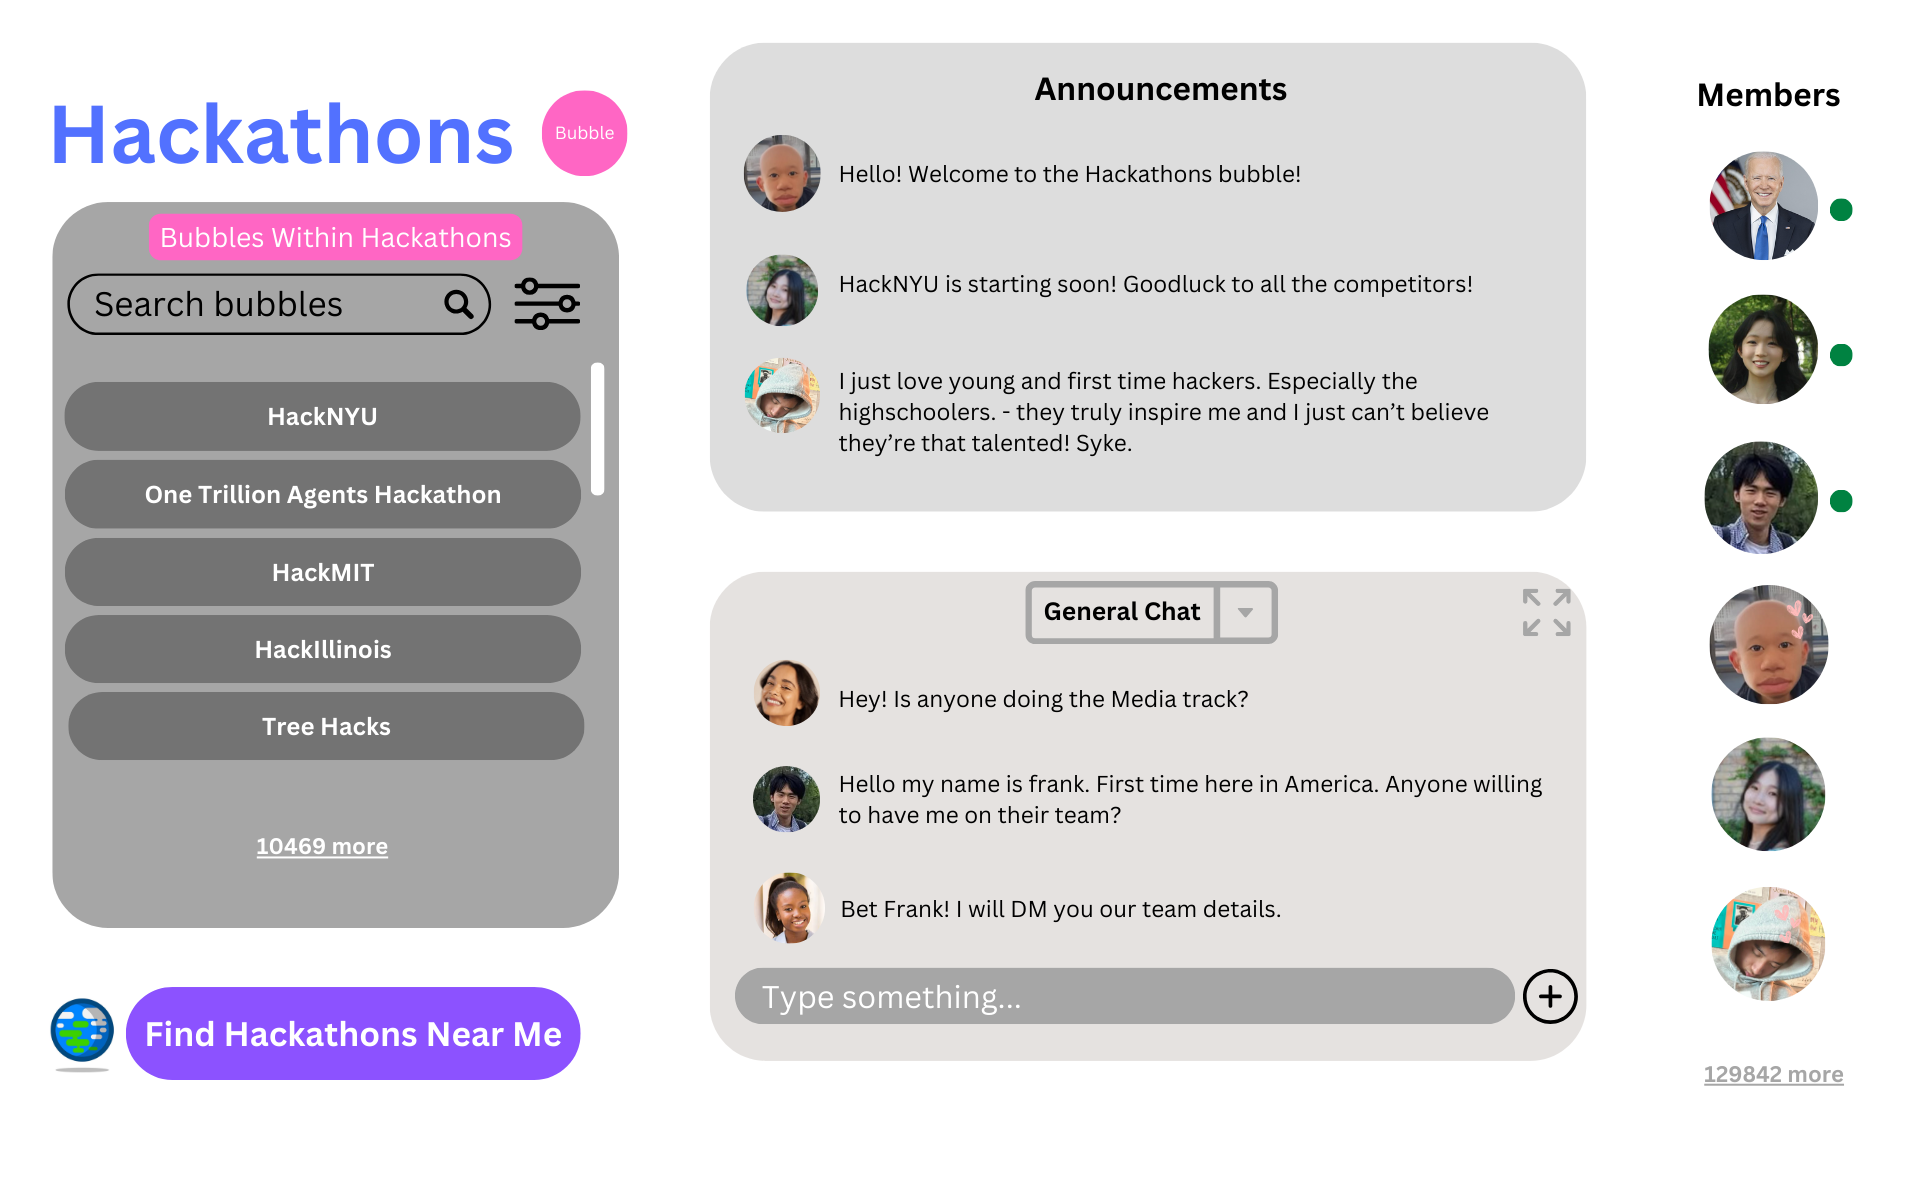 Hackathons
Bubble
Bubbles Within Hackathons
Search bubbles
HackNYU
One Trillion Agents Hackathon
HackMIT
HackIllinois
Tree Hacks
10469 more
Find Hackathons Near Me
Announcements
Hello! Welcome to the Hackathons bubble!
HackNYU is starting soon! Goodluck to all the competitors!
I just love young and first time hackers. Especially the
highschoolers. - they truly inspire me and I just can’t believe
they’re that talented! Syke.
General Chat
Hey! Is anyone doing the Media track?
Hello my name is frank. First time here in America. Anyone willing
to have me on their team?
Bet Frank! I will DM you our team details.
Type something...
Members
129842 more